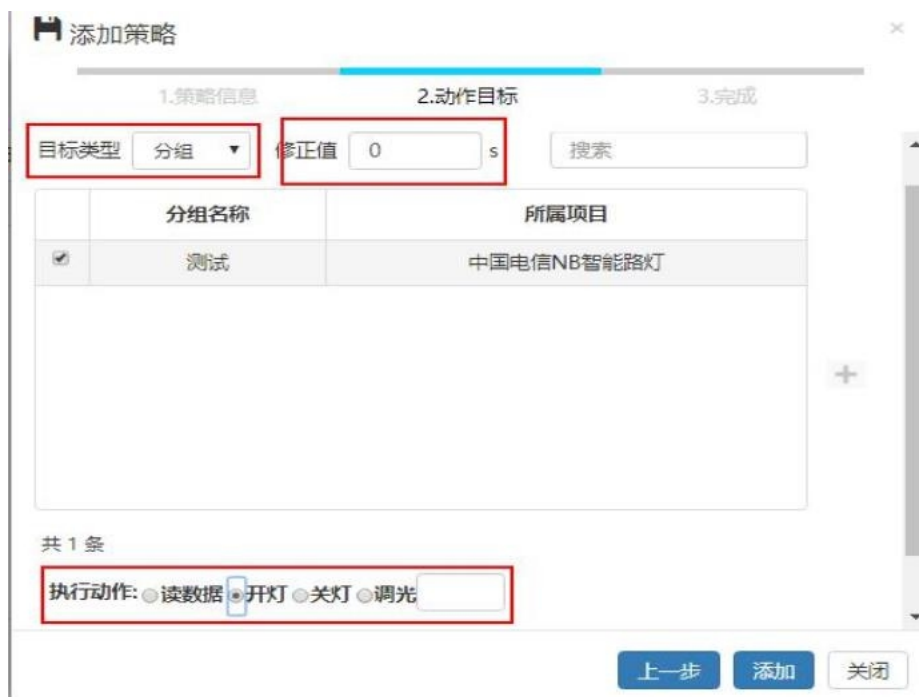 添加策略
×
1.策略信息 2.动作目标 3.完成
目标类型 分组 修正值 0 s 搜索
分组名称 所属项目
测试 中国电信NB智能路灯
+
共 1 条
执行动作: 读数据 开灯 关灯 调光
上一步 添加 关闭